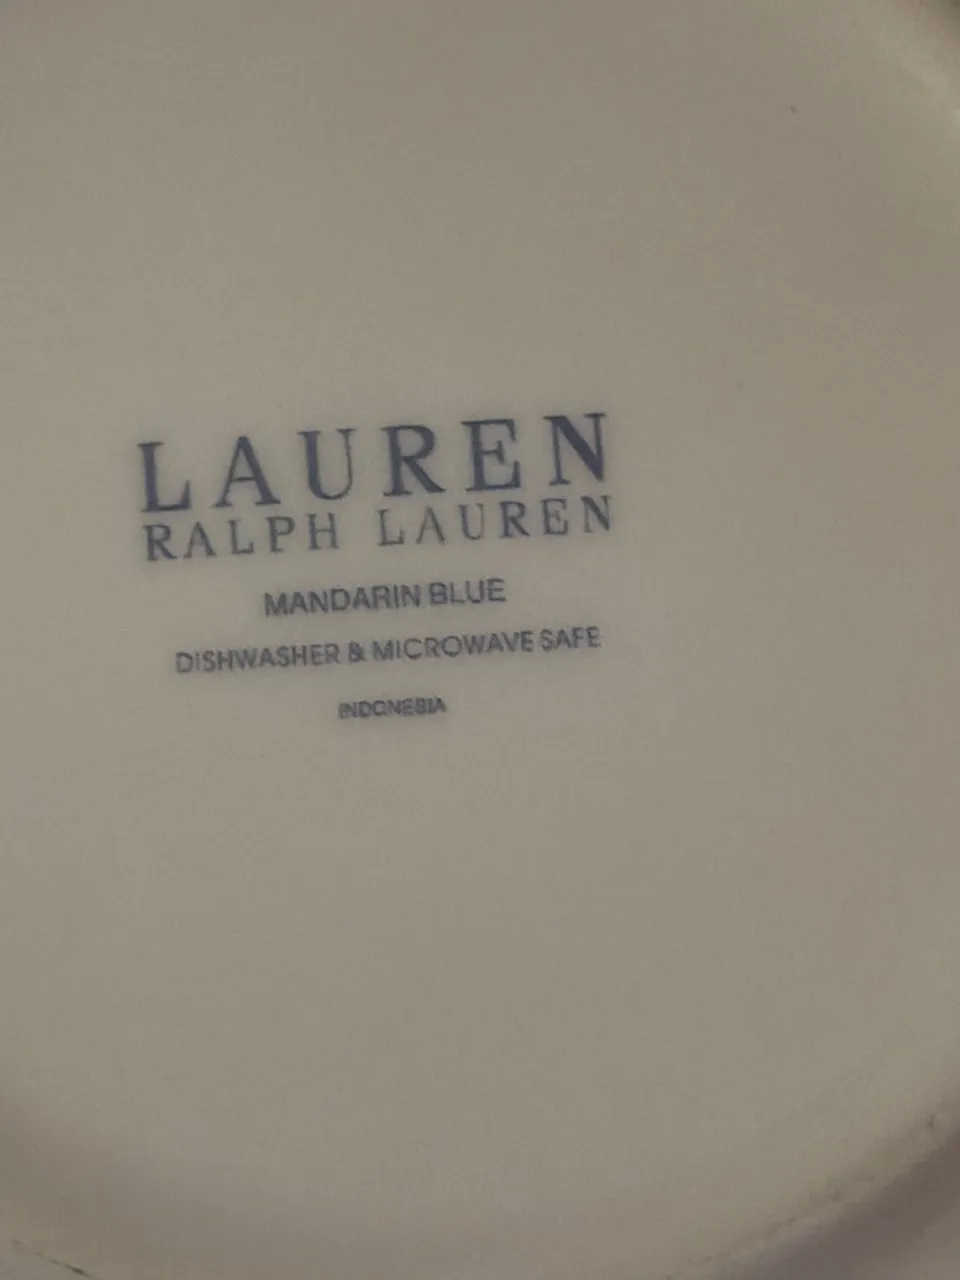 LAUREN
RALPH LAUREN
MANDARIN BLUE
DISHWASHER & MICROWAVE SAFE
INDONESIA